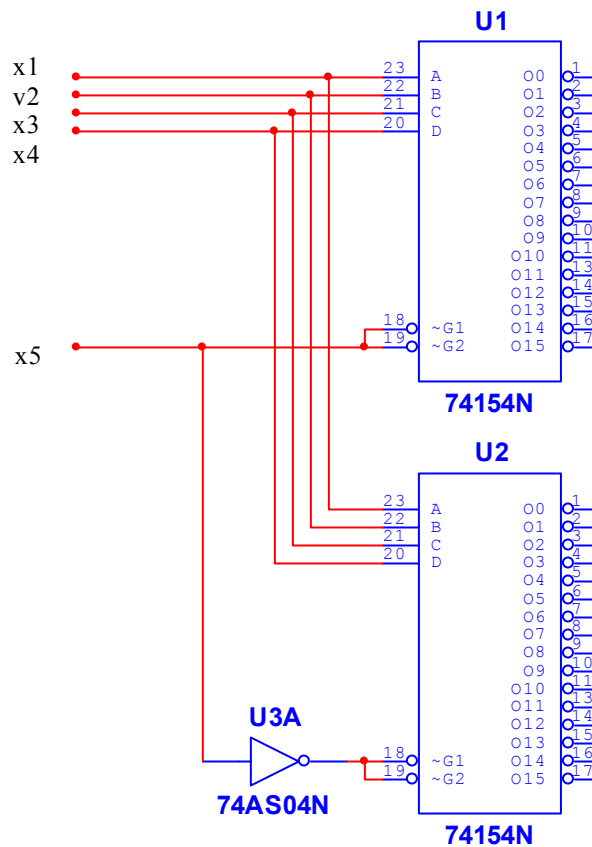 U1
x1 23 A O0 1
v2 22 B O1 2
x3 21 C O2 3
x4 20 D O3 4
O4 5
O5 6
O6 7
O7 8
O8 9
O9 10
O10 11
O11 13
O12 14
O13 15
18 ~G1 O14 16
x5 19 ~G2 O15 17
74154N
U2
23 A O0 1
22 B O1 2
21 C O2 3
20 D O3 4
O4 5
O5 6
O6 7
O7 8
O8 9
O9 10
O10 11
O11 13
U3A O12 14
O13 15
18 ~G1 O14 16
19 ~G2 O15 17
74AS04N
74154N